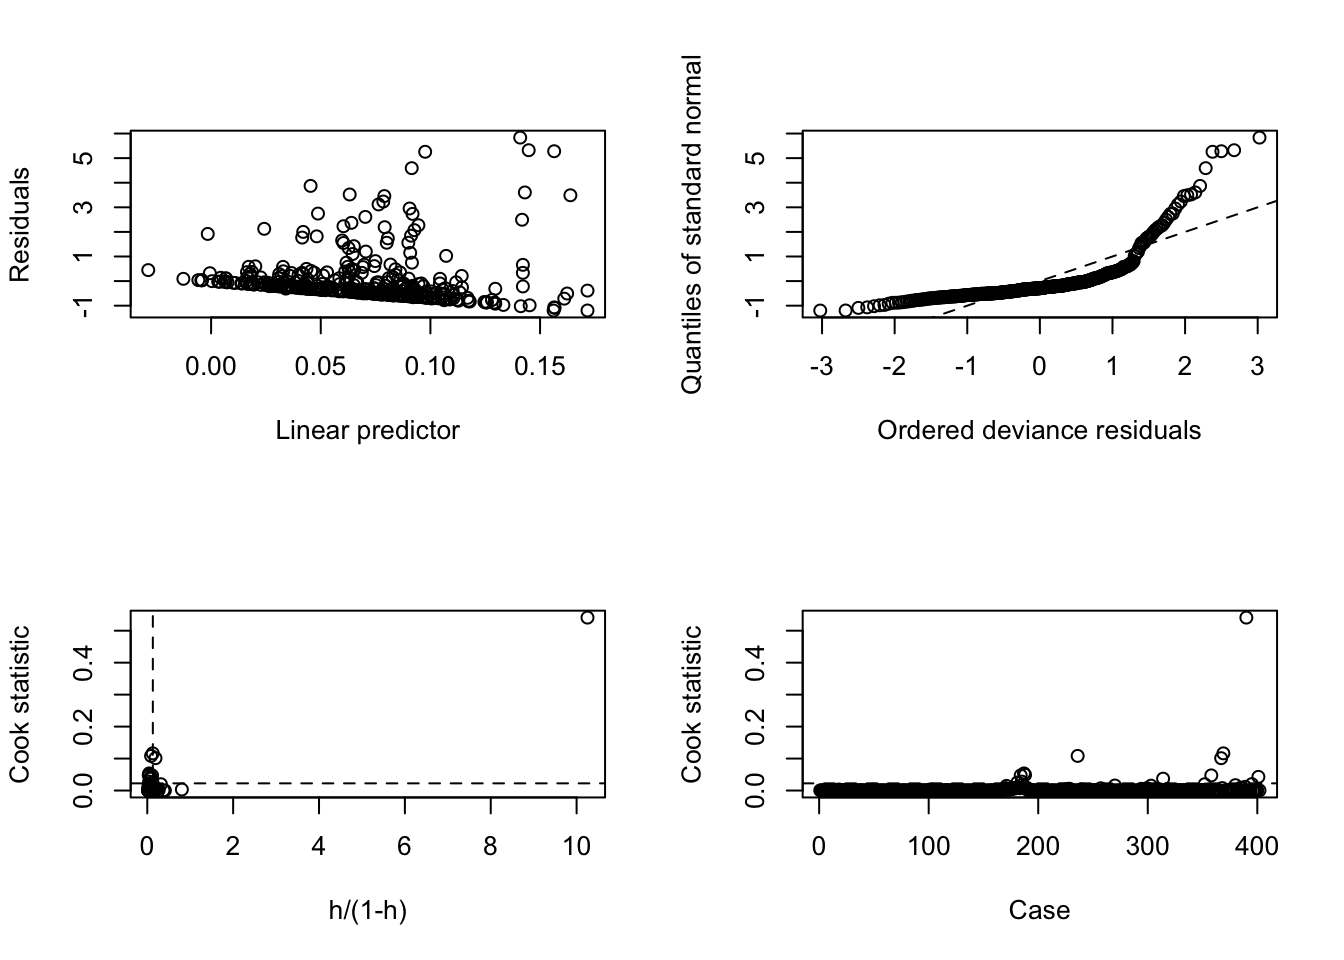 Residuals
5
3
1
-1
0.00 0.05 0.10 0.15
Linear predictor
Quantiles of standard normal
5
3
1
-1
-3 -2 -1 0 1 2 3
Ordered deviance residuals
Cook statistic
0.4
0.2
0.0
0 2 4 6 8 10
h/(1-h)
Cook statistic
0.4
0.2
0.0
0 100 200 300 400
Case